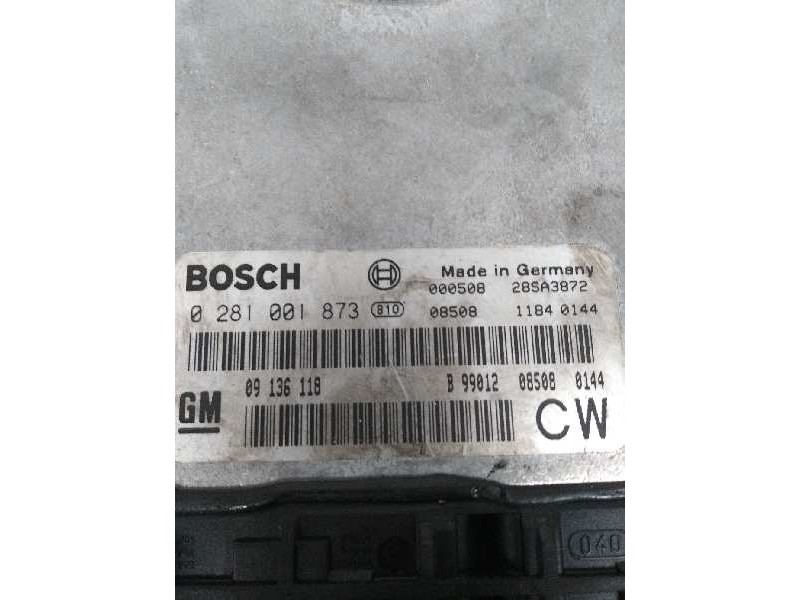 BOSCH Made in Germany
000508 28SA3872
0 281 001 873 810 08508 1184 0144
GM 09 136 118 B 99012 08508 0144
CW
040